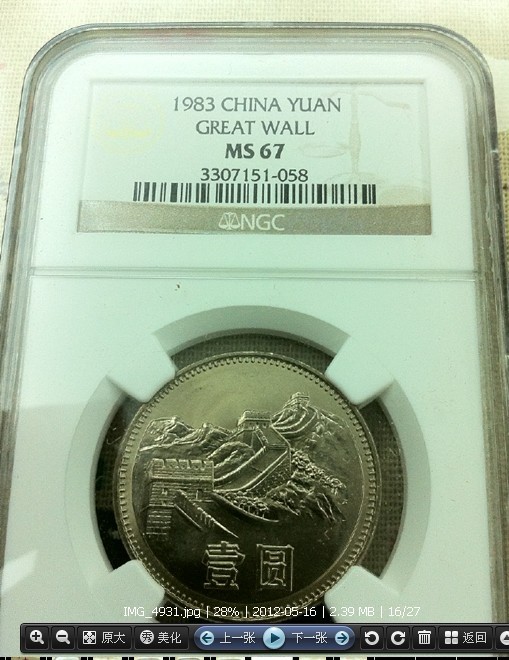 1983 CHINA YUAN
GREAT WALL
MS 67
3307151-058
NGC
壹圆
IMG_4931.jpg | 28% | 2012-05-16 | 2.39 MB | 16/27
原大 美化 上一张 下一张 返回